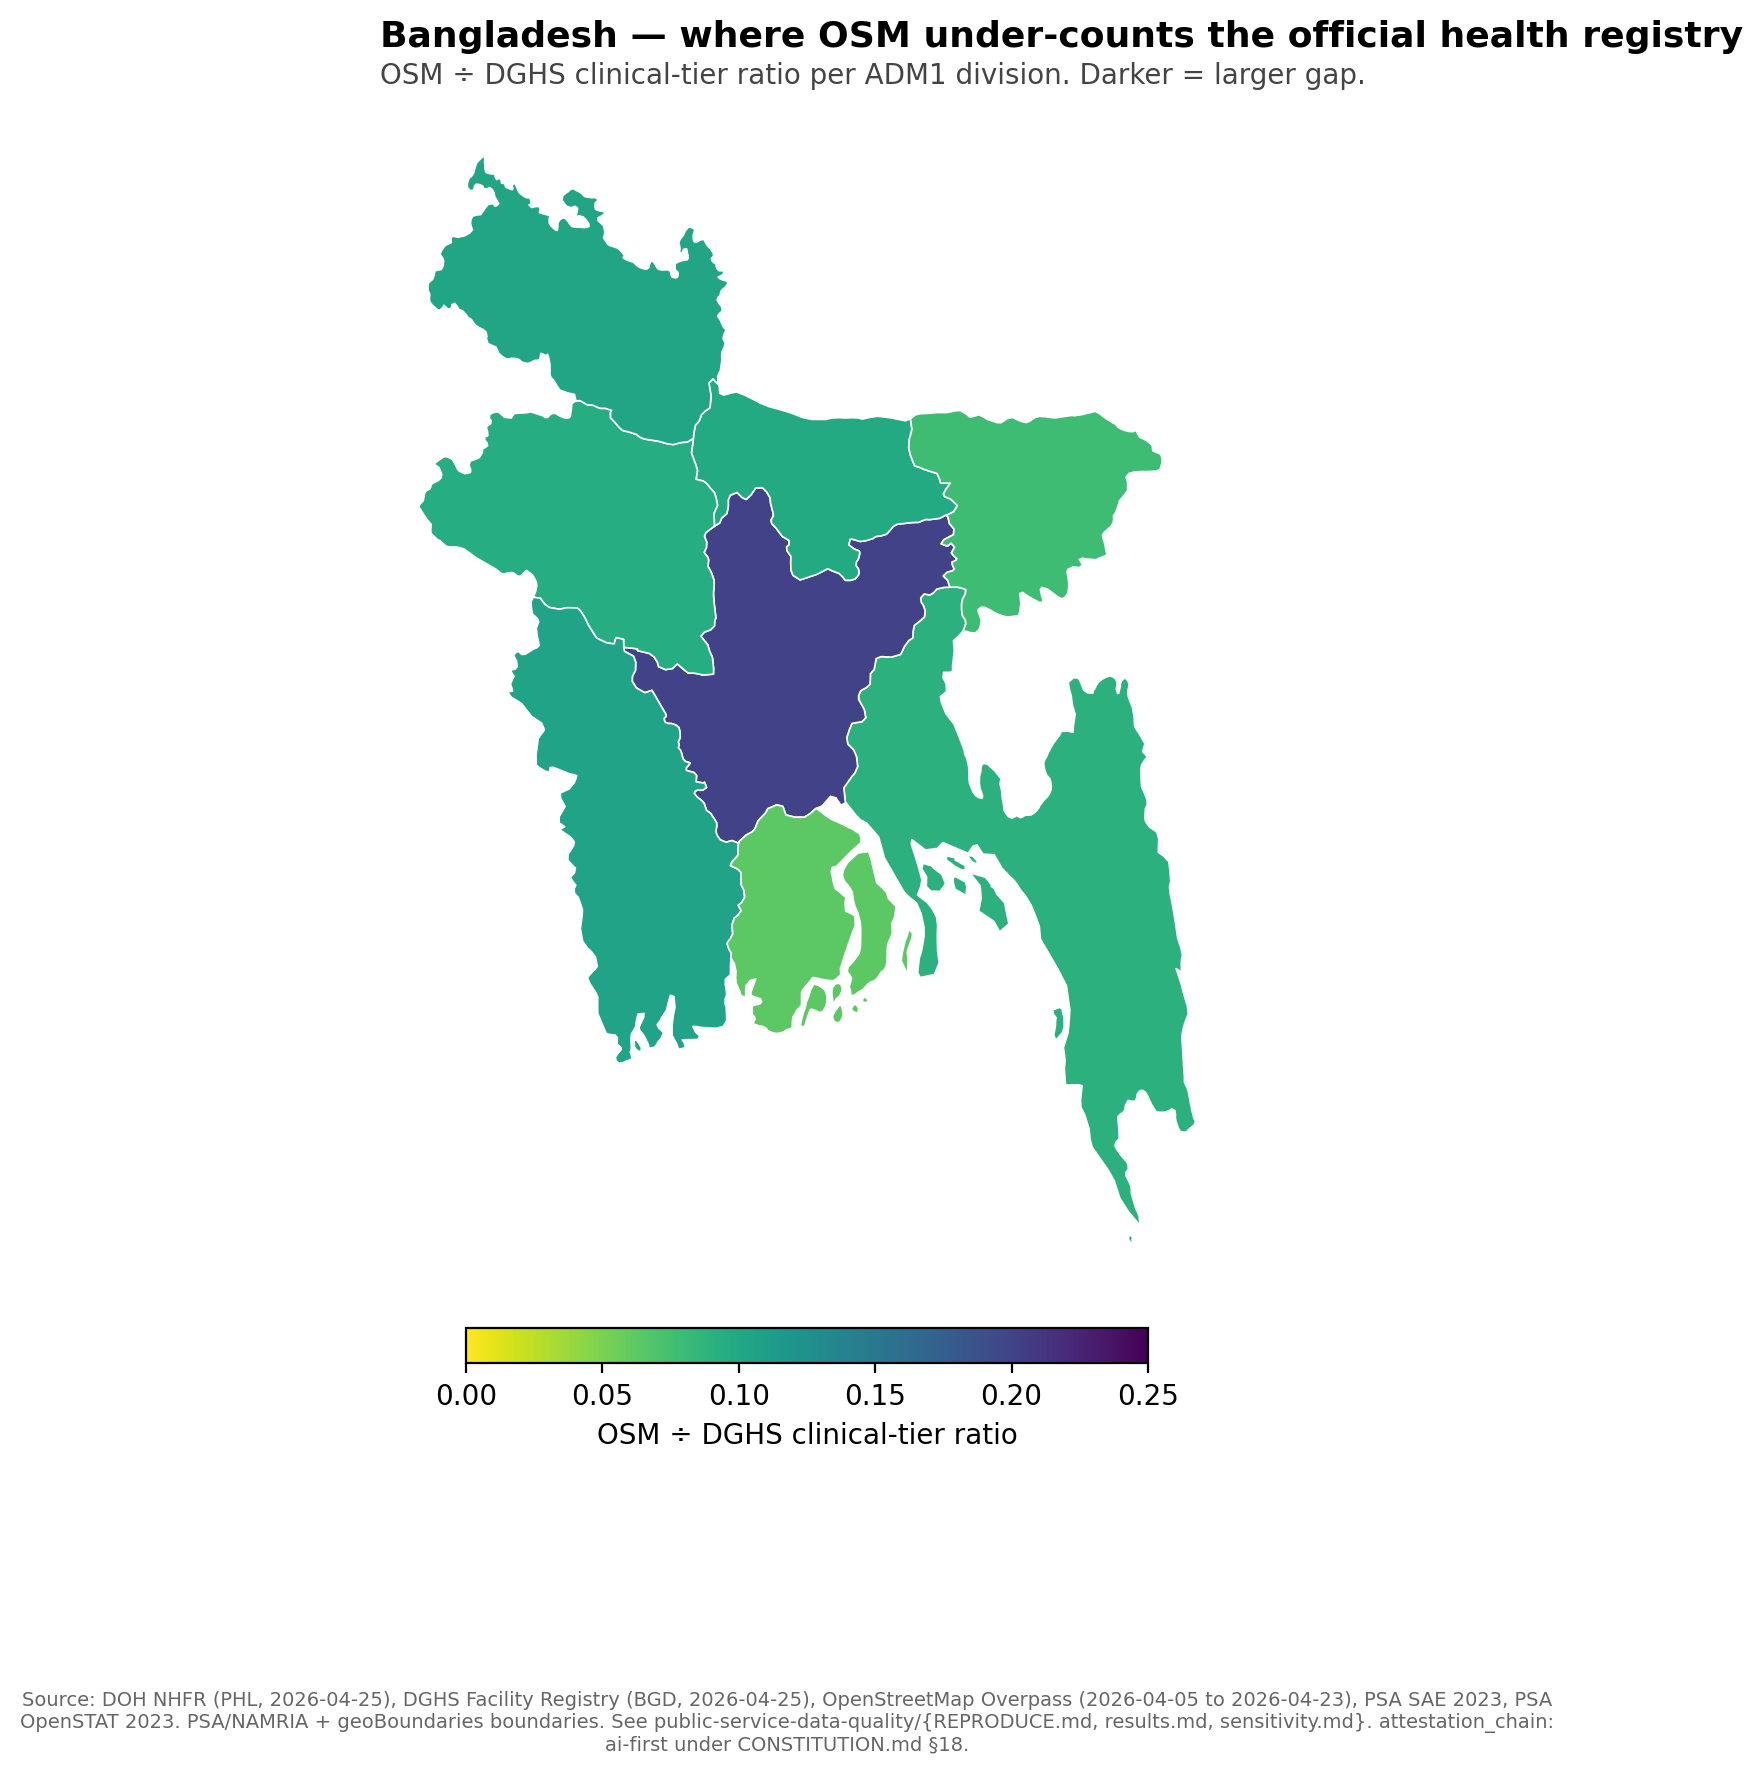 Bangladesh — where OSM under-counts the official health registry
OSM ÷ DGHS clinical-tier ratio per ADM1 division. Darker = larger gap.
0.00 0.05 0.10 0.15 0.20 0.25
OSM ÷ DGHS clinical-tier ratio
Source: DOH NHFR (PHL, 2026-04-25), DGHS Facility Registry (BGD, 2026-04-25), OpenStreetMap Overpass (2026-04-05 to 2026-04-23), PSA SAE 2023, PSA
OpenSTAT 2023. PSA/NAMRIA + geoBoundaries boundaries. See public-service-data-quality/{REPRODUCE.md, results.md, sensitivity.md}. attestation_chain:
ai-first under CONSTITUTION.md §18.